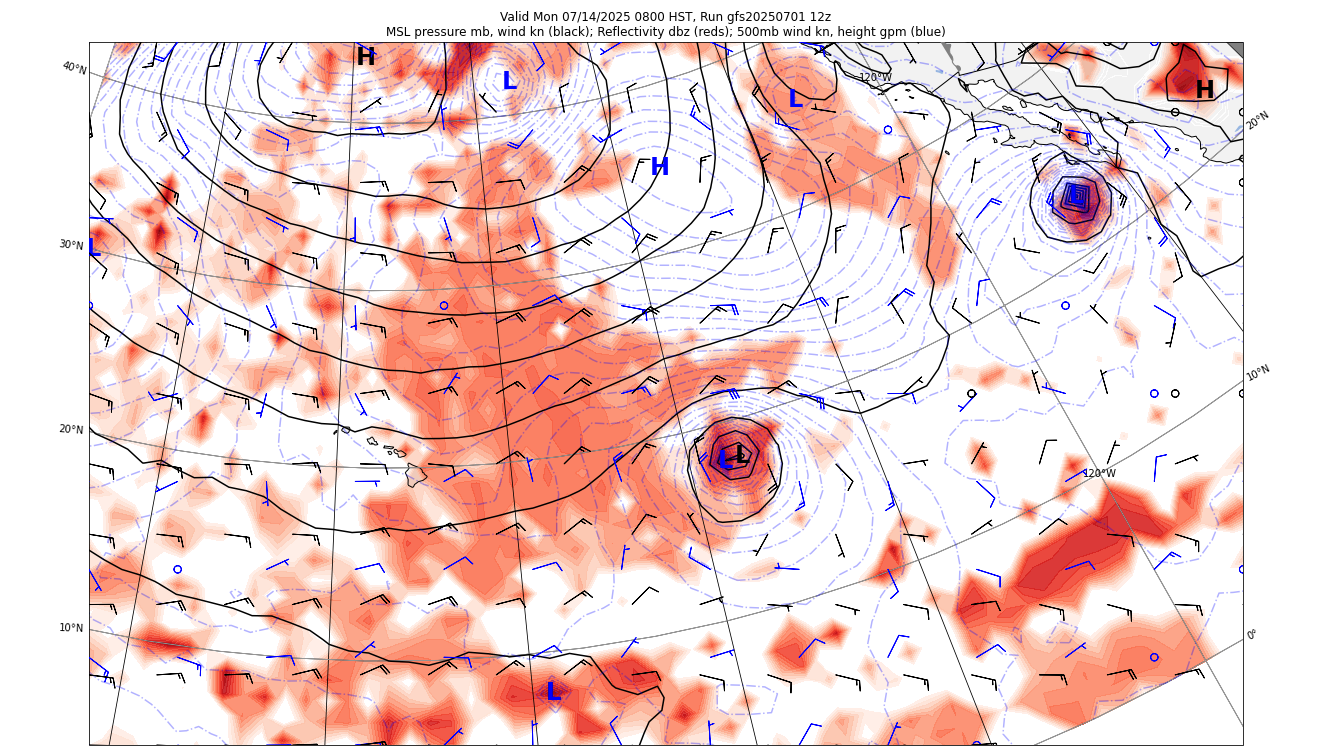 Valid Mon 07/14/2025 0800 HST, Run gfs20250701 12z
MSL pressure mb, wind kn (black); Reflectivity dbz (reds); 500mb wind kn, height gpm (blue)
H
L
L
120°W
H
40°N
20°N
H
L
30°N
L
10°N
20°N
L
L
120°W
10°N
0°
L